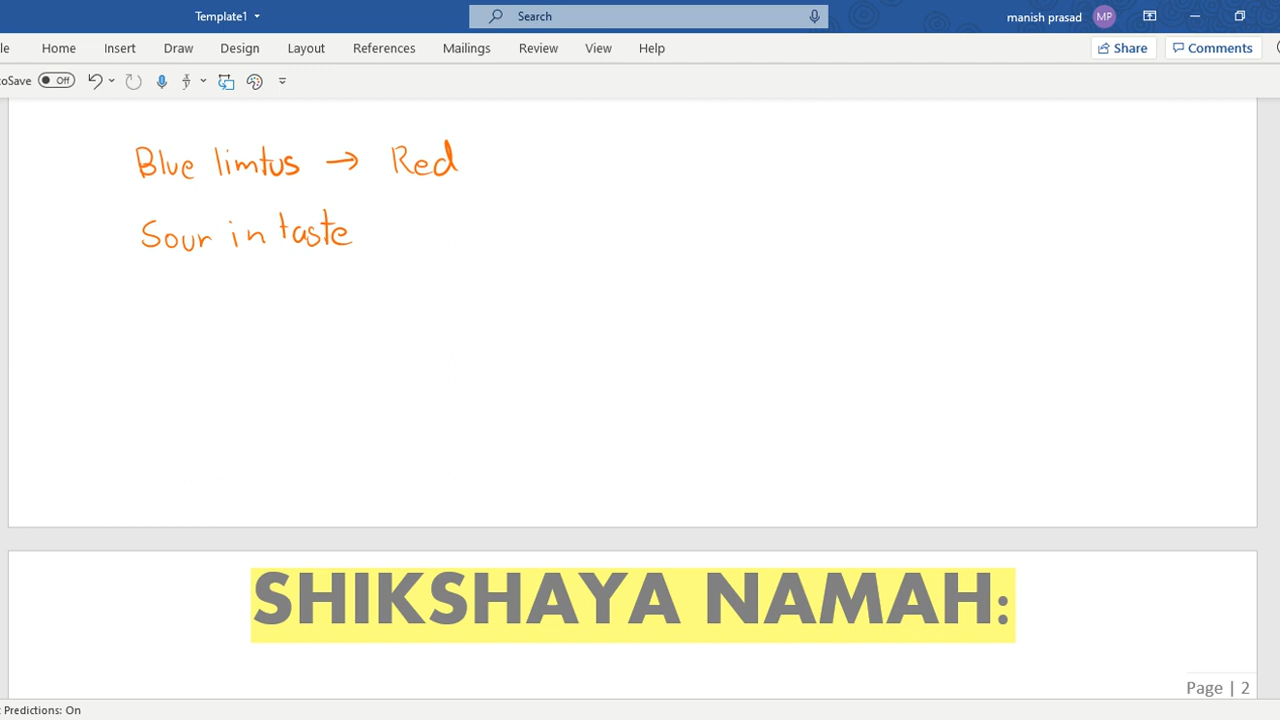 Template1
Search
manish prasad
MP
le
Home
Insert
Draw
Design
Layout
References
Mailings
Review
View
Help
Share
Comments
oSave
Off
Blue limtus → Red
Sour in taste
SHIKSHAYA NAMAH:
Page | 2
Predictions: On